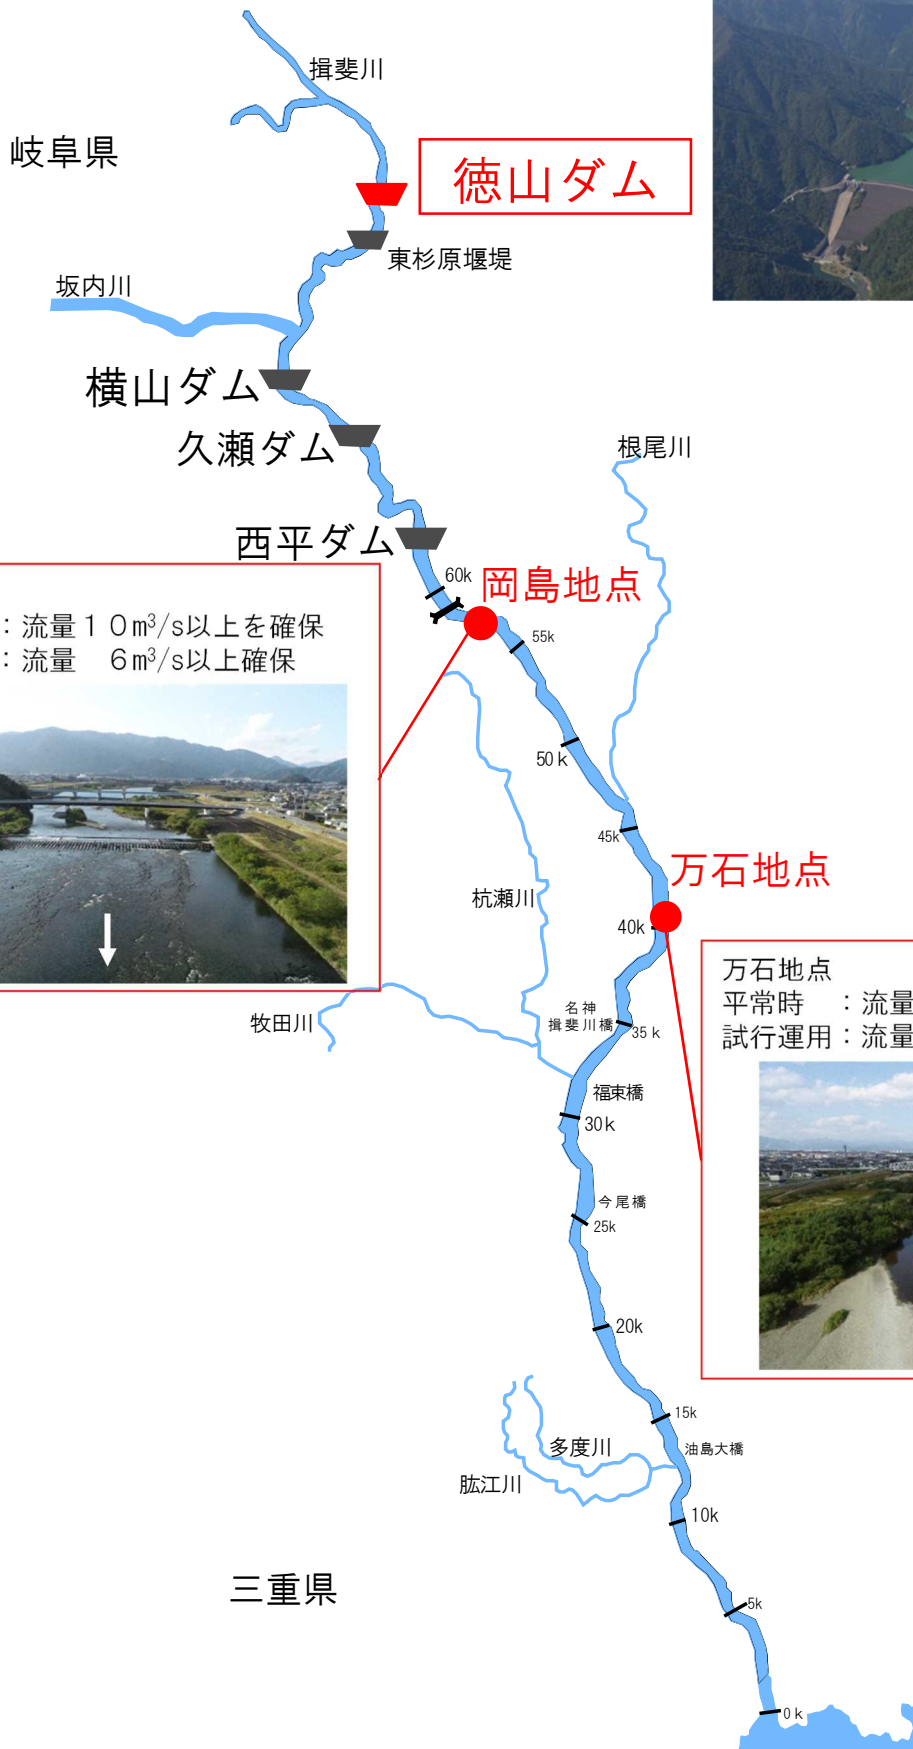 揖斐川
岐阜県
徳山ダム
東杉原堰堤
坂内川
横山ダム
久瀬ダム
根尾川
西平ダム
60k
岡島地点
：流量１０m³/s以上を確保
：流量　６m³/s以上確保
55k
50k
45k
万石地点
杭瀬川
40k
万石地点
平常時　：流量
試行運用：流量
名神
揖斐川橋
35k
牧田川
福束橋
30k
今尾橋
25k
20k
15k
多度川
油島大橋
肱江川
10k
三重県
5k
0k